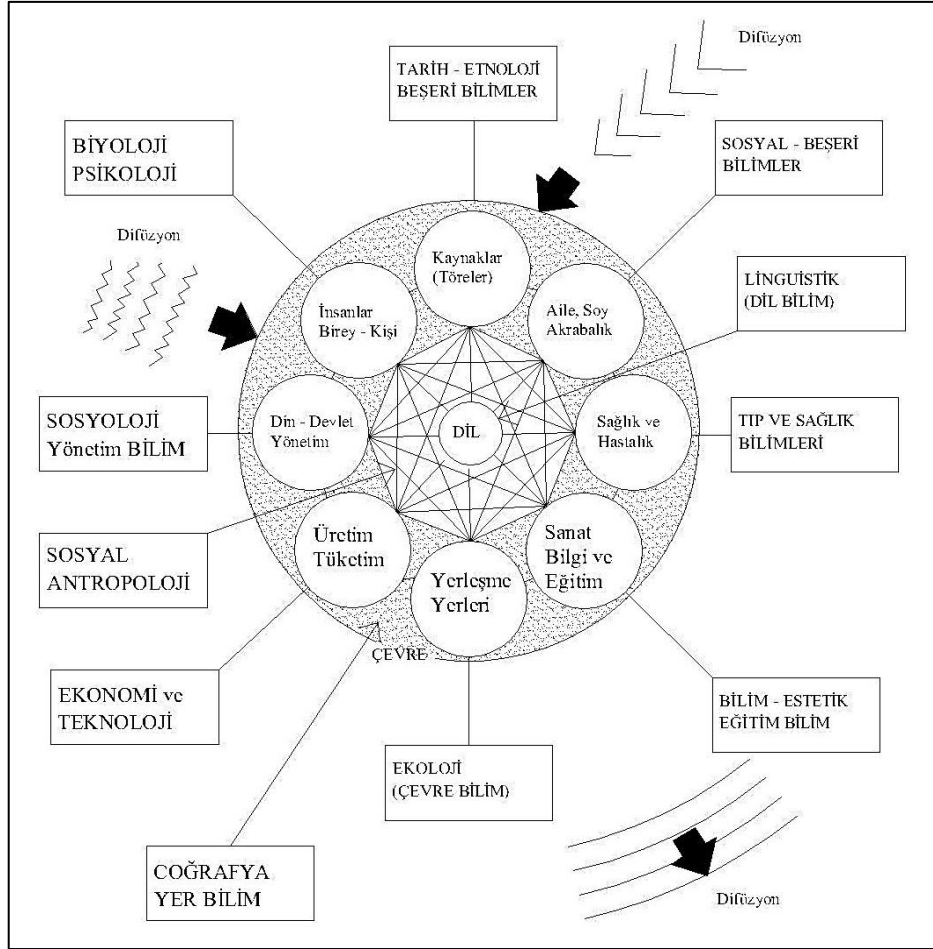 Difüzyon
TARİH - ETNOLOJİ
BEŞERİ BİLİMLER
BİYOLOJİ
PSİKOLOJİ
SOSYAL - BEŞERİ
BİLİMLER
Difüzyon
Kaynaklar
(Töreler)
İnsanlar
Birey - Kişi
Aile, Soy
Akrabalık
LİNGUİSTİK
(DİL BİLİM)
SOSYOLOJİ
Yönetim BİLİM
Din - Devlet
Yönetim
DİL
Sağlık ve
Hastalık
TIP VE SAĞLIK
BİLİMLERİ
SOSYAL
ANTROPOLOJİ
Üretim
Tüketim
Yerleşme
Yerleri
Sanat
Bilgi ve
Eğitim
ÇEVRE
EKONOMİ ve
TEKNOLOJİ
BİLİM - ESTETİK
EĞİTİM BİLİM
EKOLOJİ
(ÇEVRE BİLİM)
COĞRAFYA
YER BİLİM
Difüzyon